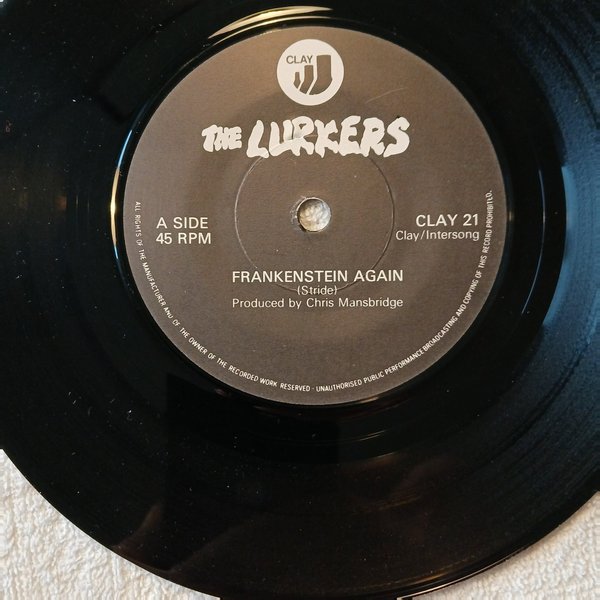 CLAY
THE LURKERS
A SIDE
45 RPM
CLAY 21
Clay/Intersong
FRANKENSTEIN AGAIN
(Stride)
Produced by Chris Mansbridge
ALL RIGHTS OF THE MANUFACTURER AND OF THE OWNER OF THE RECORDED WORK RESERVED · UNAUTHORISED PUBLIC PERFORMANCE BROADCASTING AND COPYING OF THIS RECORD PROHIBITED.